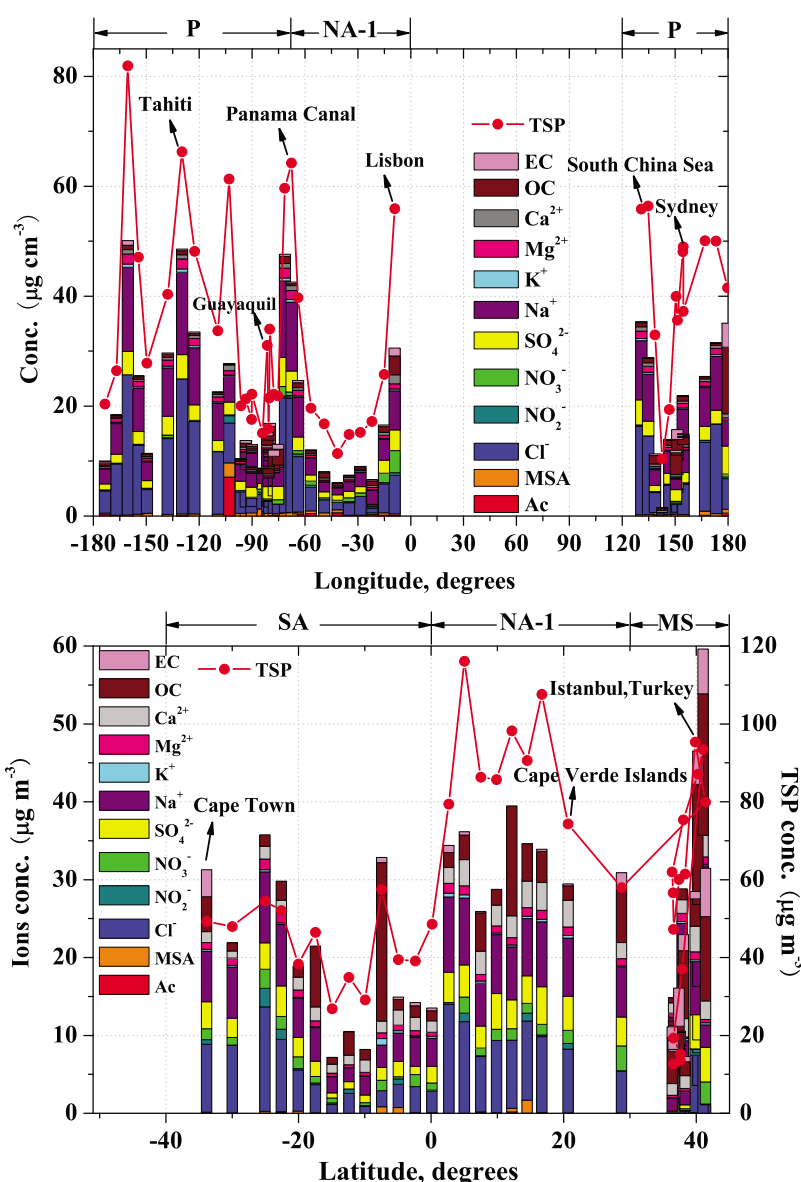 P NA-1 P
80
60
40
20
0
Conc. (μg cm⁻³)
Tahiti
Panama Canal
Lisbon
Guayaquil
South China Sea
Sydney
TSP
EC
OC
Ca²⁺
Mg²⁺
K⁺
Na⁺
SO₄²⁻
NO₃⁻
NO₂⁻
Cl⁻
MSA
Ac
-180 -150 -120 -90 -60 -30 0 30 60 90 120 150 180
Longitude, degrees
SA NA-1 MS
60
50
40
30
20
10
0
Ions conc. (μg m⁻³)
EC
OC
Ca²⁺
Mg²⁺
K⁺
Na⁺
SO₄²⁻
NO₃⁻
NO₂⁻
Cl⁻
MSA
Ac
TSP
Cape Town
Istanbul,Turkey
Cape Verde Islands
120
100
80
60
40
20
0
TSP conc. (μg m⁻³)
-40 -20 0 20 40
Latitude, degrees